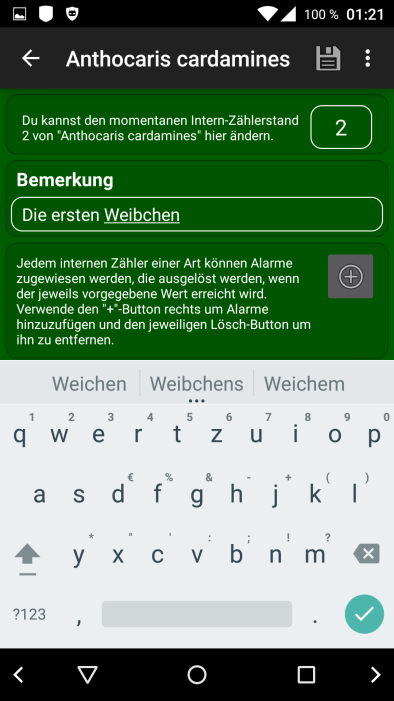 100 % 01:21
Anthocaris cardamines
Du kannst den momentanen Intern-Zählerstand
2 von "Anthocaris cardamines" hier ändern.
2
Bemerkung
Die ersten Weibchen
Jedem internen Zähler einer Art können Alarme
zugewiesen werden, die ausgelöst werden, wenn
der jeweils vorgegebene Wert erreicht wird.
Verwende den "+"-Button rechts um Alarme
hinzuzufügen und den jeweiligen Lösch-Button um
ihn zu entfernen.
Weichen Weibchens Weichem
1 2 3 4 5 6 7 8 9 0
q w e r t z u i o p
€ % & - + ( )
a s d f g h j k l
* " ' : ; ! ?
y x c v b n m
?123 , .